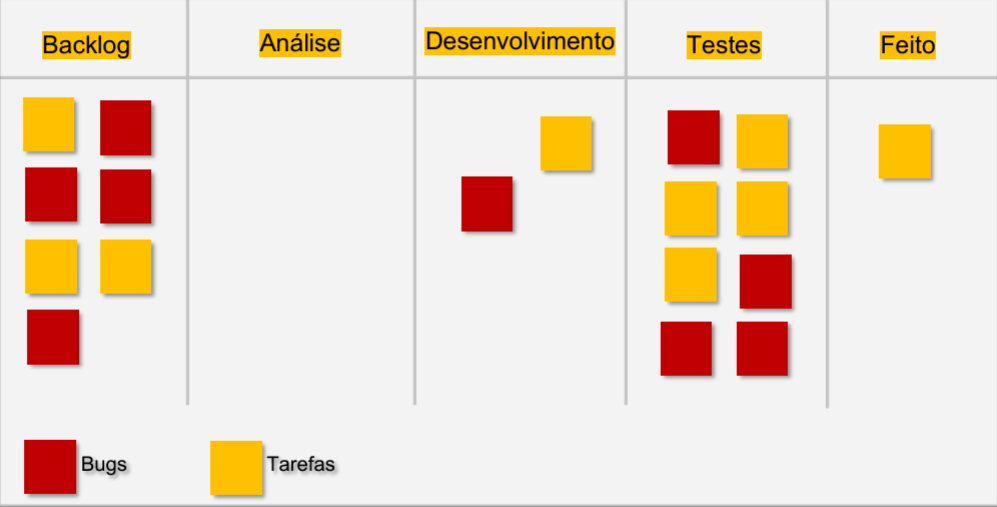 Backlog
Análise
Desenvolvimento
Testes
Feito
Bugs
Tarefas